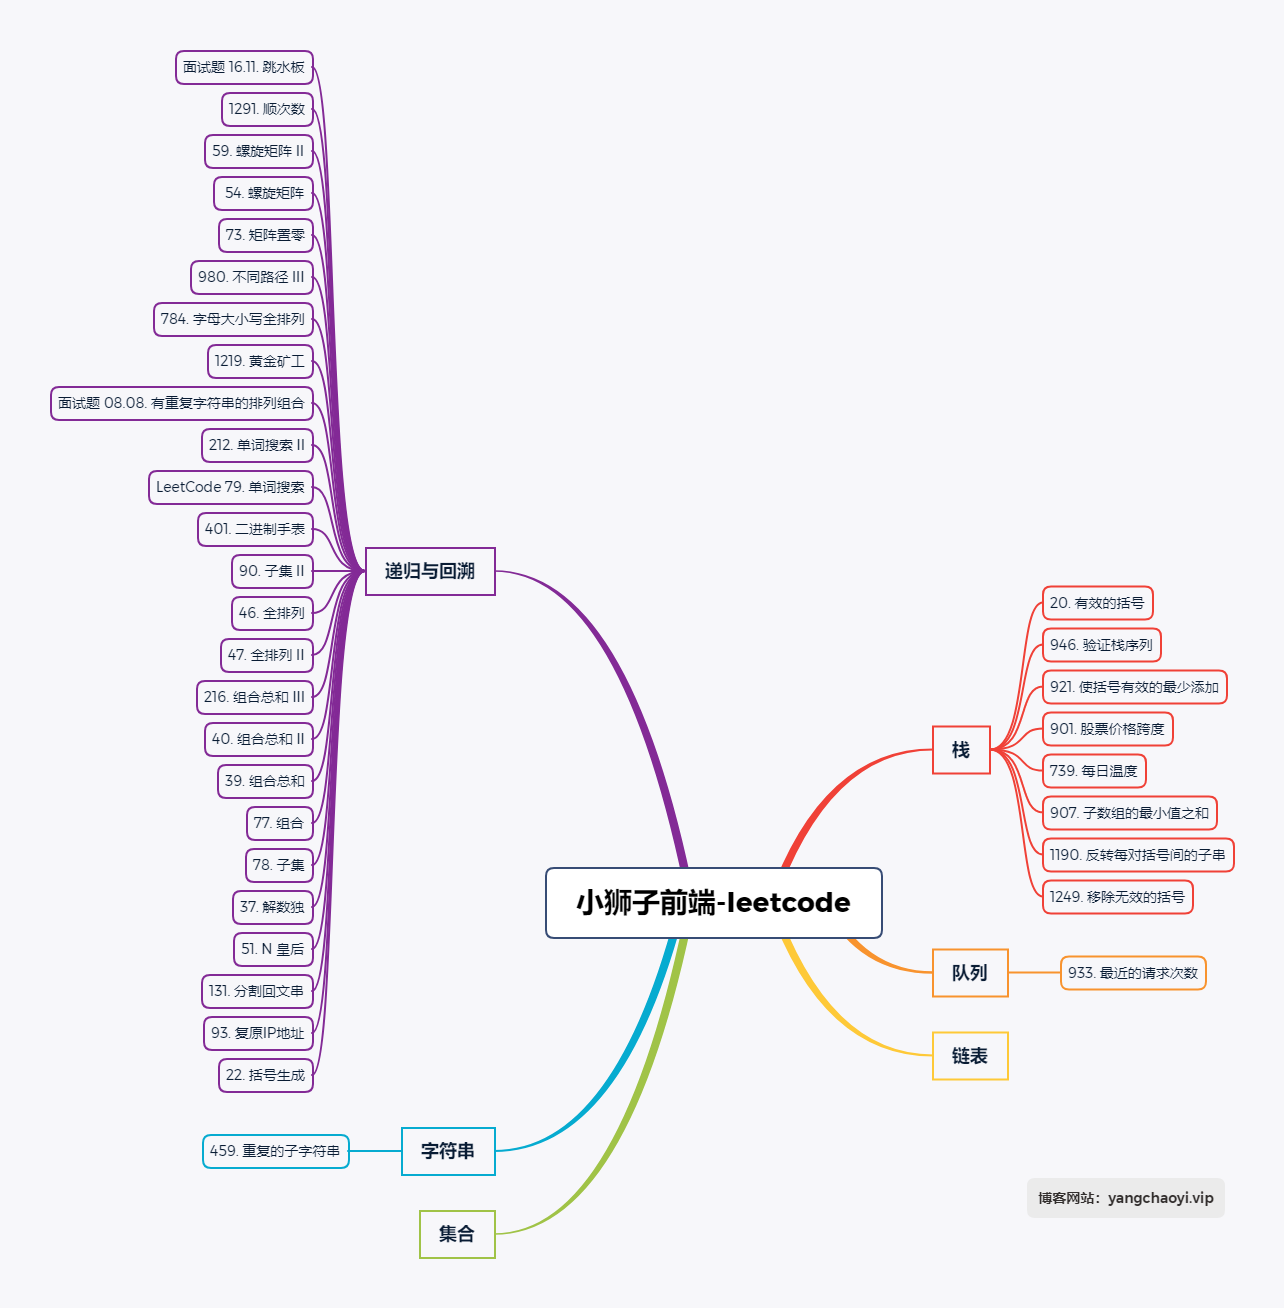 面试题 16.11. 跳水板
1291. 顺次数
59. 螺旋矩阵 II
54. 螺旋矩阵
73. 矩阵置零
980. 不同路径 III
784. 字母大小写全排列
1219. 黄金矿工
面试题 08.08. 有重复字符串的排列组合
212. 单词搜索 II
LeetCode 79. 单词搜索
401. 二进制手表
90. 子集 II
46. 全排列
47. 全排列 II
216. 组合总和 III
40. 组合总和 II
39. 组合总和
77. 组合
78. 子集
37. 解数独
51. N 皇后
131. 分割回文串
93. 复原IP地址
22. 括号生成
递归与回溯
459. 重复的子字符串
字符串
集合
小狮子前端-leetcode
栈
20. 有效的括号
946. 验证栈序列
921. 使括号有效的最少添加
901. 股票价格跨度
739. 每日温度
907. 子数组的最小值之和
1190. 反转每对括号间的子串
1249. 移除无效的括号
队列
933. 最近的请求次数
链表
博客网站：yangchaoyi.vip